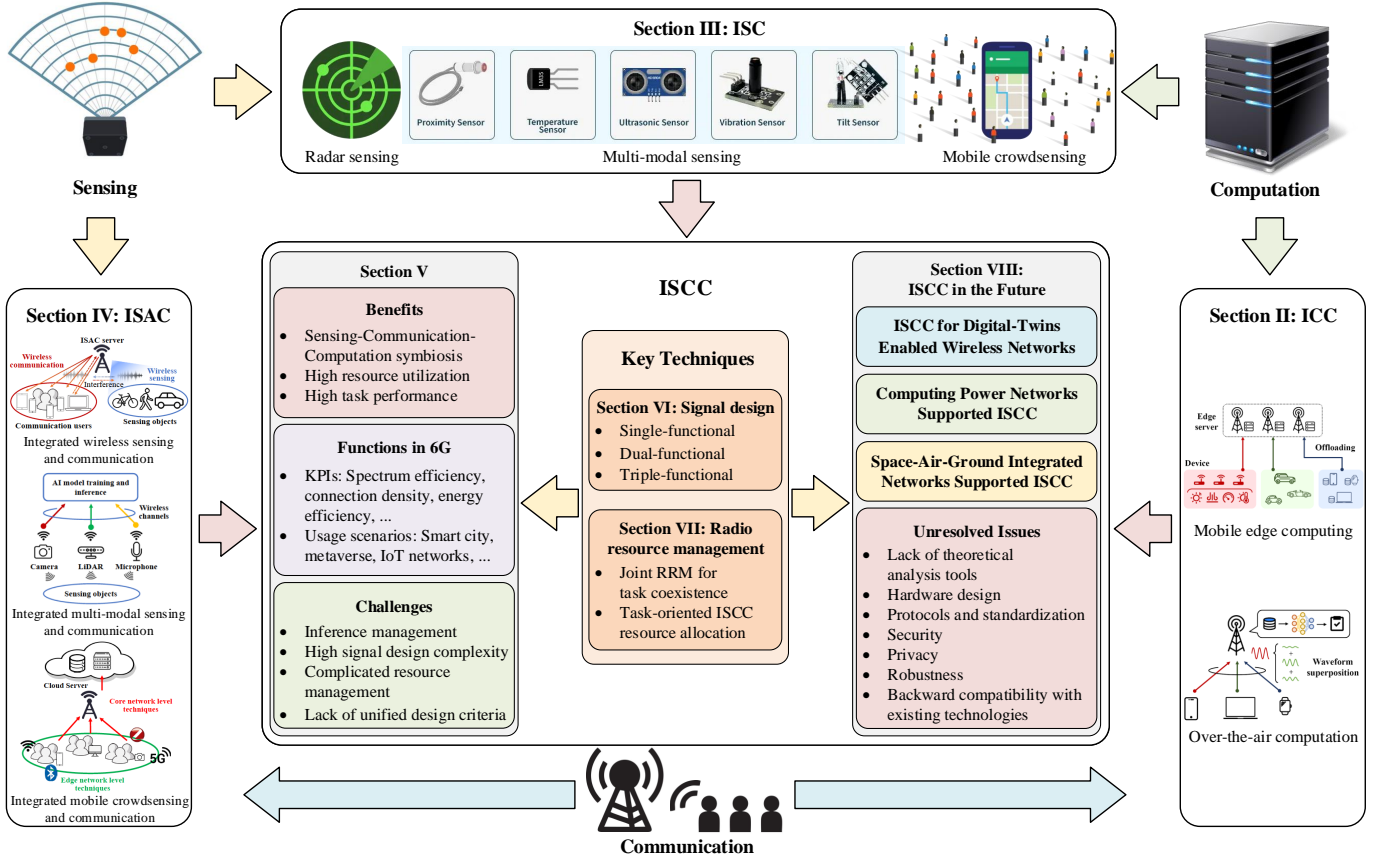 Section III: ISC
LM35
Proximity Sensor
Temperature
Sensor
Ultrasonic Sensor
Vibration Sensor
Tilt Sensor
Radar sensing
Multi-modal sensing
Mobile crowdsensing
Sensing
Computation
Section IV: ISAC
ISAC server
Wireless
communication
Wireless
sensing
Interference
Communication users
Sensing objects
Integrated wireless sensing
and communication
AI model training and
inference
Wireless
channels
Camera
LiDAR
Microphone
Sensing objects
Integrated multi-modal sensing
and communication
Cloud Server
Core network level
techniques
5G
Edge network level
techniques
Integrated mobile crowdsensing
and communication
ISCC
Section V
Benefits
• Sensing-Communication-
Computation symbiosis
• High resource utilization
• High task performance
Functions in 6G
• KPIs: Spectrum efficiency,
connection density, energy
efficiency, ...
• Usage scenarios: Smart city,
metaverse, IoT networks, ...
Challenges
• Inference management
• High signal design complexity
• Complicated resource
management
• Lack of unified design criteria
Key Techniques
Section VI: Signal design
• Single-functional
• Dual-functional
• Triple-functional
Section VII: Radio
resource management
• Joint RRM for
task coexistence
• Task-oriented ISCC
resource allocation
Section VIII:
ISCC in the Future
ISCC for Digital-Twins
Enabled Wireless Networks
Computing Power Networks
Supported ISCC
Space-Air-Ground Integrated
Networks Supported ISCC
Unresolved Issues
• Lack of theoretical
analysis tools
• Hardware design
• Protocols and standardization
• Security
• Privacy
• Robustness
• Backward compatibility with
existing technologies
Section II: ICC
Edge
server
Offloading
Device
Mobile edge computing
Waveform
superposition
Over-the-air computation
Communication